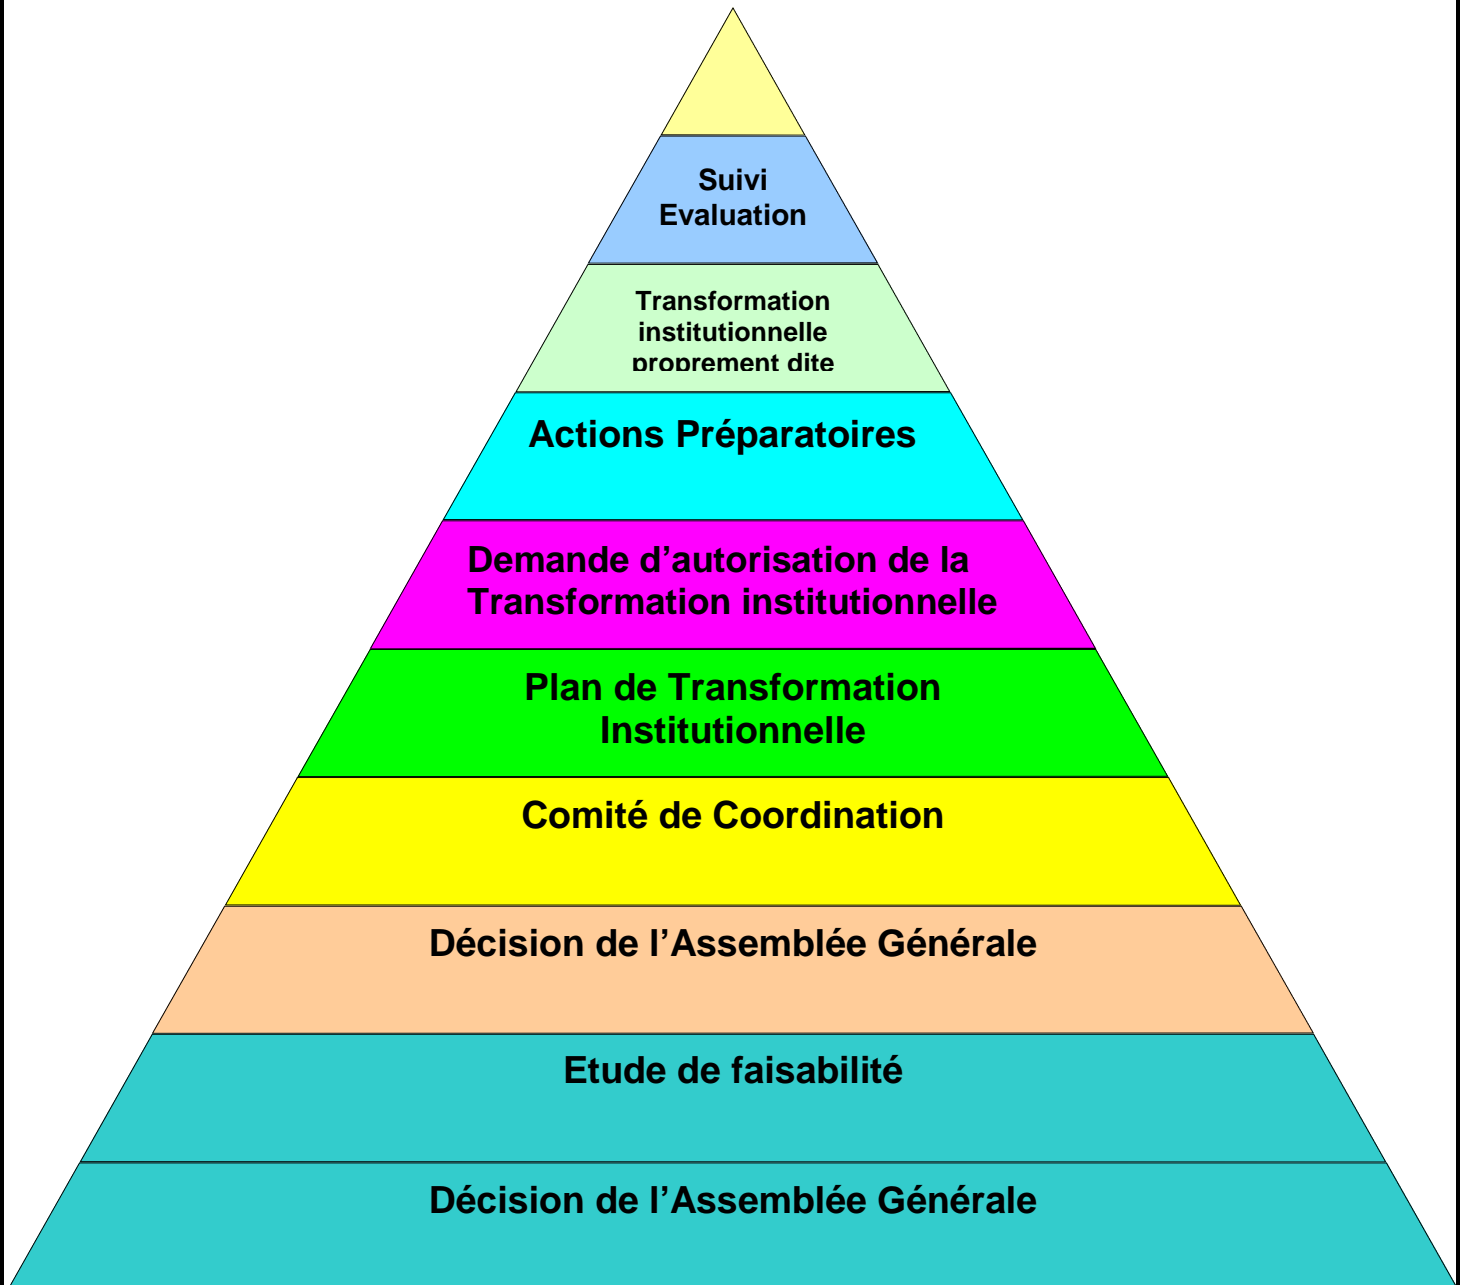 Suivi
Evaluation
Transformation
institutionnelle
proprement dite
Actions Préparatoires
Demande d’autorisation de la
Transformation institutionnelle
Plan de Transformation
Institutionnelle
Comité de Coordination
Décision de l’Assemblée Générale
Etude de faisabilité
Décision de l’Assemblée Générale